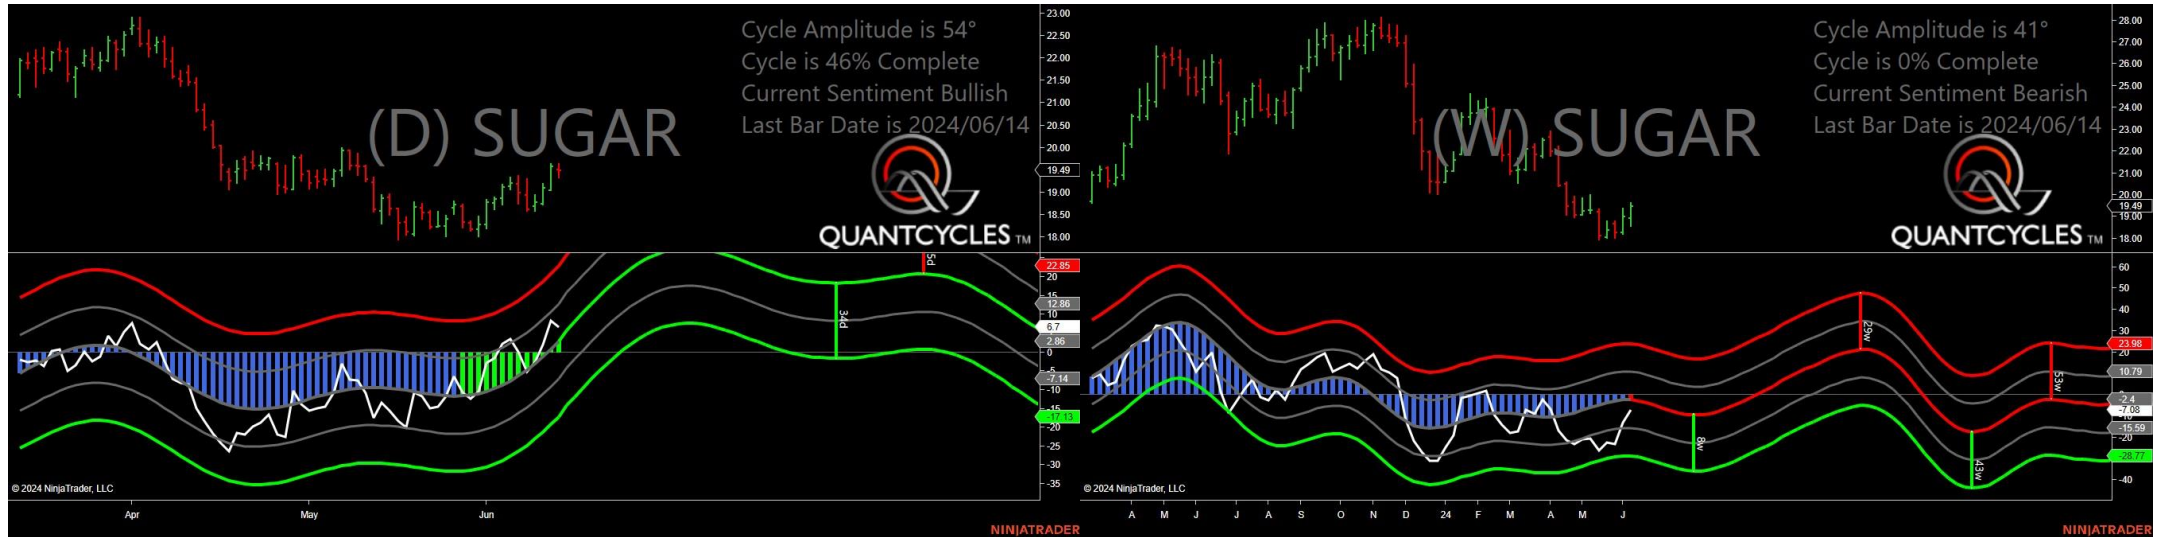 Cycle Amplitude is 54°
Cycle is 46% Complete
Current Sentiment Bullish
Last Bar Date is 2024/06/14
(D) SUGAR
QUANTCYCLES TM
23.00
22.50
22.00
21.50
21.00
20.50
20.00
19.49
19.00
18.50
18.00
5d
34d
22.85
20
15
12.86
10
6.7
2.86
0
-5
-7.14
-10
-15
-17.13
-20
-25
-30
-35
© 2024 NinjaTrader, LLC
Apr May Jun
NINJATRADER
Cycle Amplitude is 41°
Cycle is 0% Complete
Current Sentiment Bearish
Last Bar Date is 2024/06/14
(W) SUGAR
QUANTCYCLES TM
28.00
27.00
26.00
25.00
24.00
23.00
22.00
21.00
20.00
19.49
19.00
18.00
8w
29w
43w
53w
60
50
40
30
23.98
20
10.79
-2.4
-7.08
-10
-15.59
-20
-28.77
-40
© 2024 NinjaTrader, LLC
A M J J A S O N D 24 F M A M J
NINJATRADER